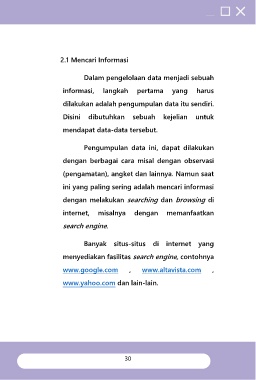 2.1 Mencari Informasi
Dalam pengelolaan data menjadi sebuah
informasi, langkah pertama yang harus
dilakukan adalah pengumpulan data itu sendiri.
Disini dibutuhkan sebuah kejelian untuk
mendapat data-data tersebut.
Pengumpulan data ini, dapat dilakukan
dengan berbagai cara misal dengan observasi
(pengamatan), angket dan lainnya. Namun saat
ini yang paling sering adalah mencari informasi
dengan melakukan searching dan browsing di
internet, misalnya dengan memanfaatkan
search engine.
Banyak situs-situs di internet yang
menyediakan fasilitas search engine, contohnya
www.google.com , www.altavista.com ,
www.yahoo.com dan lain-lain.
30